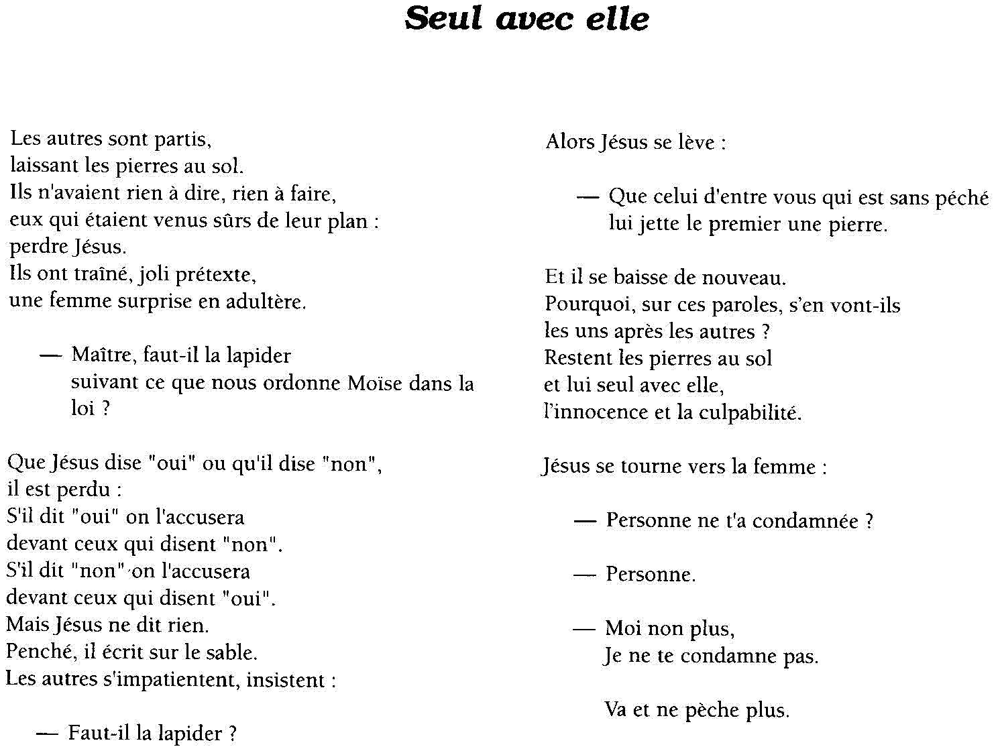 Seul avec elle
Les autres sont partis,
laissant les pierres au sol.
Ils n'avaient rien à dire, rien à faire,
eux qui étaient venus sûrs de leur plan :
perdre Jésus.
Ils ont traîné, joli prétexte,
une femme surprise en adultère.
— Maître, faut-il la lapider
suivant ce que nous ordonne Moïse dans la
loi ?
Que Jésus dise "oui" ou qu'il dise "non",
il est perdu :
S'il dit "oui" on l'accusera
devant ceux qui disent "non".
S'il dit "non" on l'accusera
devant ceux qui disent "oui".
Mais Jésus ne dit rien.
Penché, il écrit sur le sable.
Les autres s'impatientent, insistent :
— Faut-il la lapider ?
Alors Jésus se lève :
— Que celui d'entre vous qui est sans péché
lui jette le premier une pierre.
Et il se baisse de nouveau.
Pourquoi, sur ces paroles, s'en vont-ils
les uns après les autres ?
Restent les pierres au sol
et lui seul avec elle,
l'innocence et la culpabilité.
Jésus se tourne vers la femme :
— Personne ne t'a condamnée ?
— Personne.
— Moi non plus,
Je ne te condamne pas.
Va et ne pèche plus.